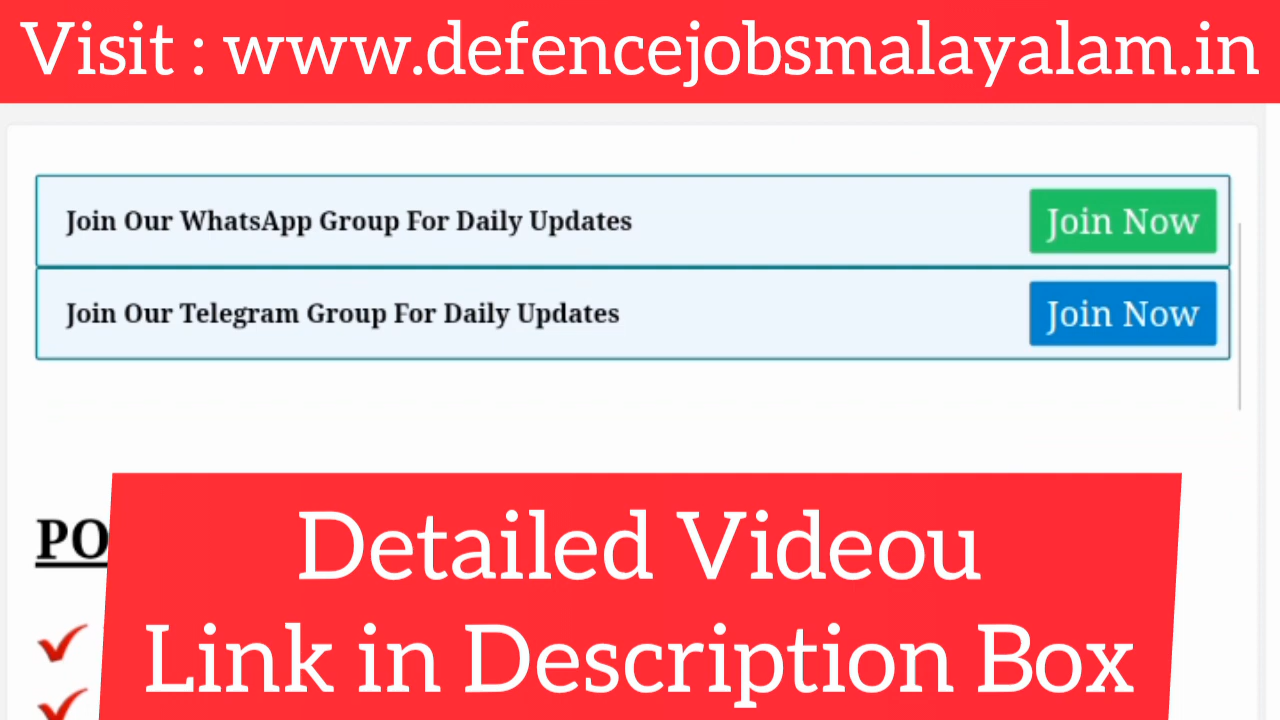 Visit : www.defencejobsmalayalam.in
Join Our WhatsApp Group For Daily Updates
Join Now
Join Our Telegram Group For Daily Updates
Join Now
PO
Detailed Videou
Link in Description Box